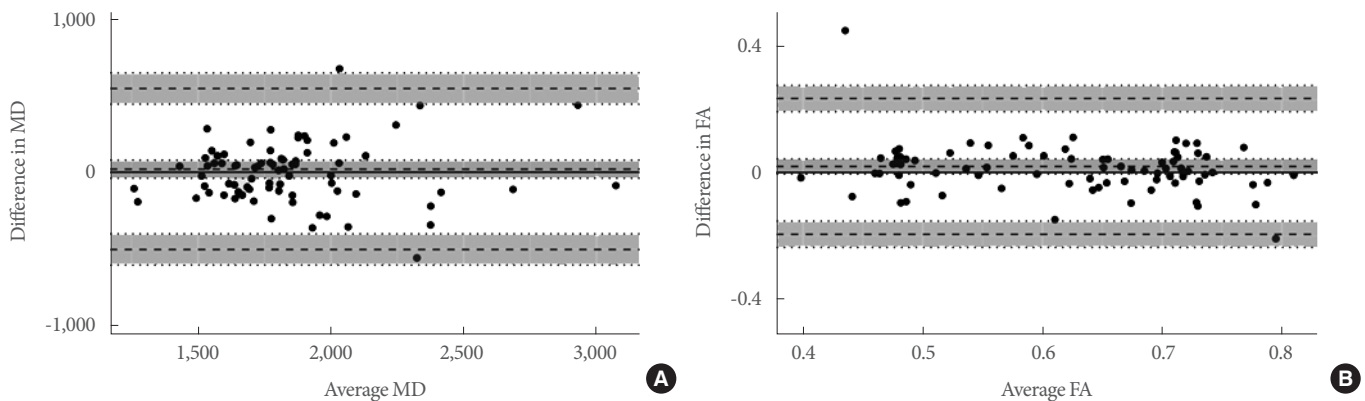 1,000
0
-1,000
Difference in MD
1,500
2,000
2,500
3,000
Average MD
A
0.4
0
-0.4
Difference in FA
0.4
0.5
0.6
0.7
0.8
Average FA
B